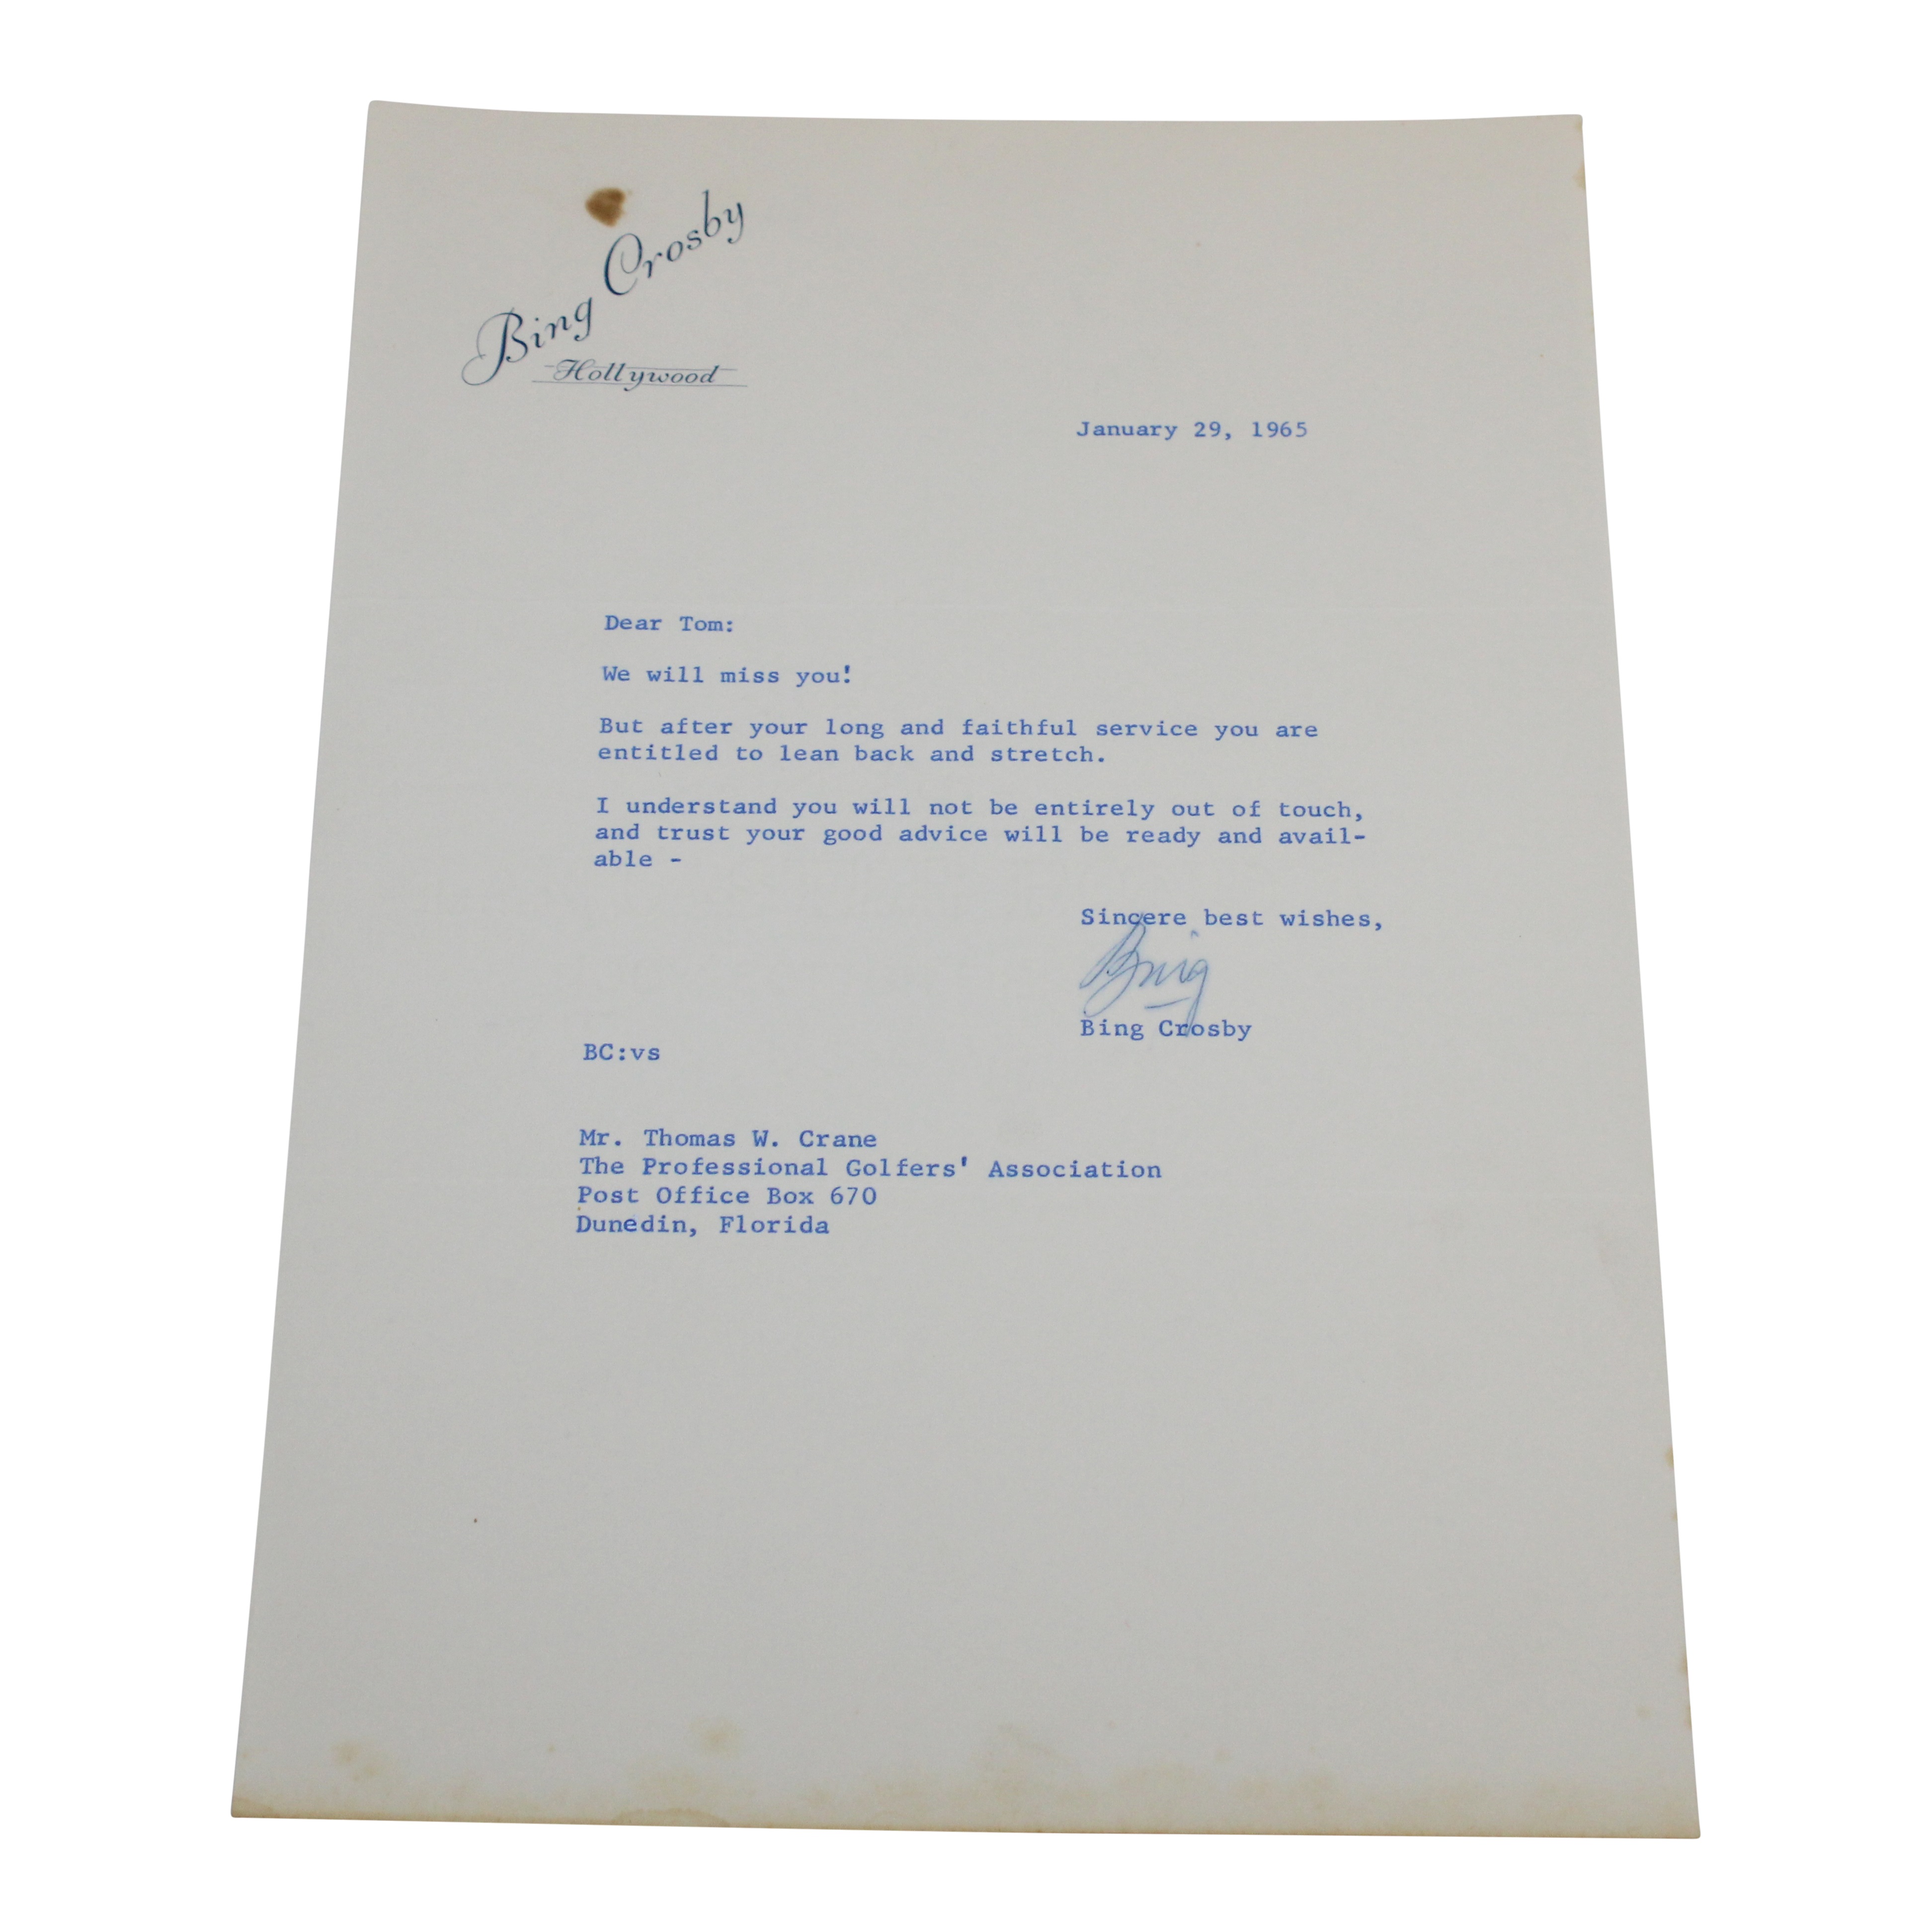 Bing Crosby
Hollywood
January 29, 1965
Dear Tom:
We will miss you!
But after your long and faithful service you are
entitled to lean back and stretch.
I understand you will not be entirely out of touch,
and trust your good advice will be ready and avail-
able -
Sincere best wishes,
Bing
Bing Crosby
BC:vs
Mr. Thomas W. Crane
The Professional Golfers' Association
Post Office Box 670
Dunedin, Florida